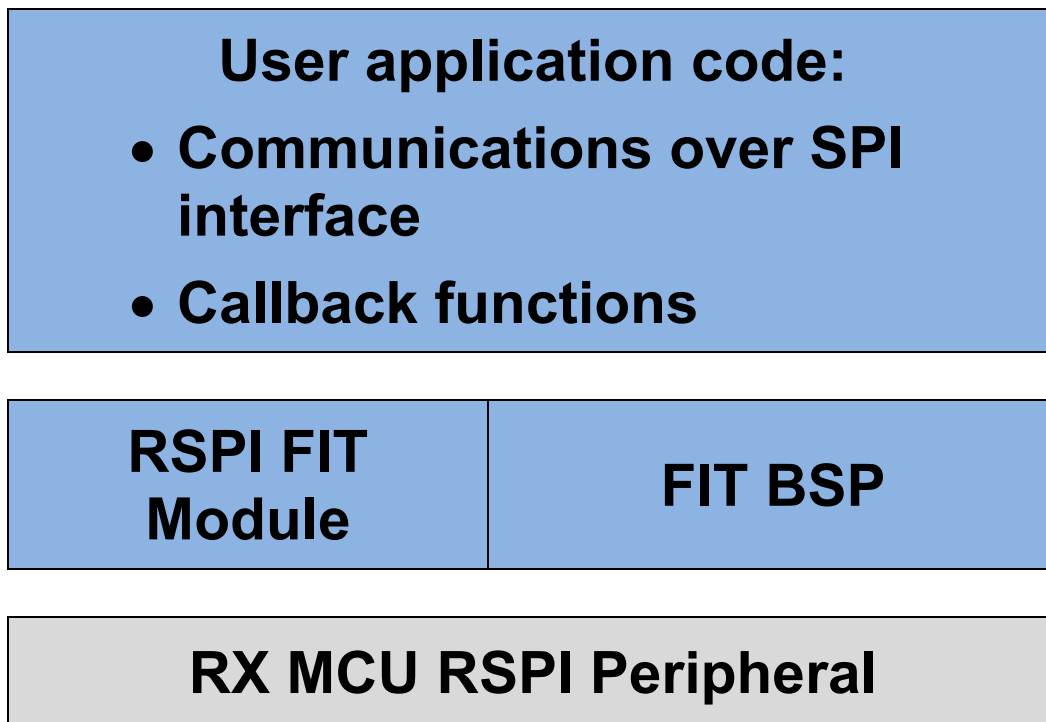 User application code:
• Communications over SPI
interface
• Callback functions
RSPI FIT
Module
FIT BSP
RX MCU RSPI Peripheral